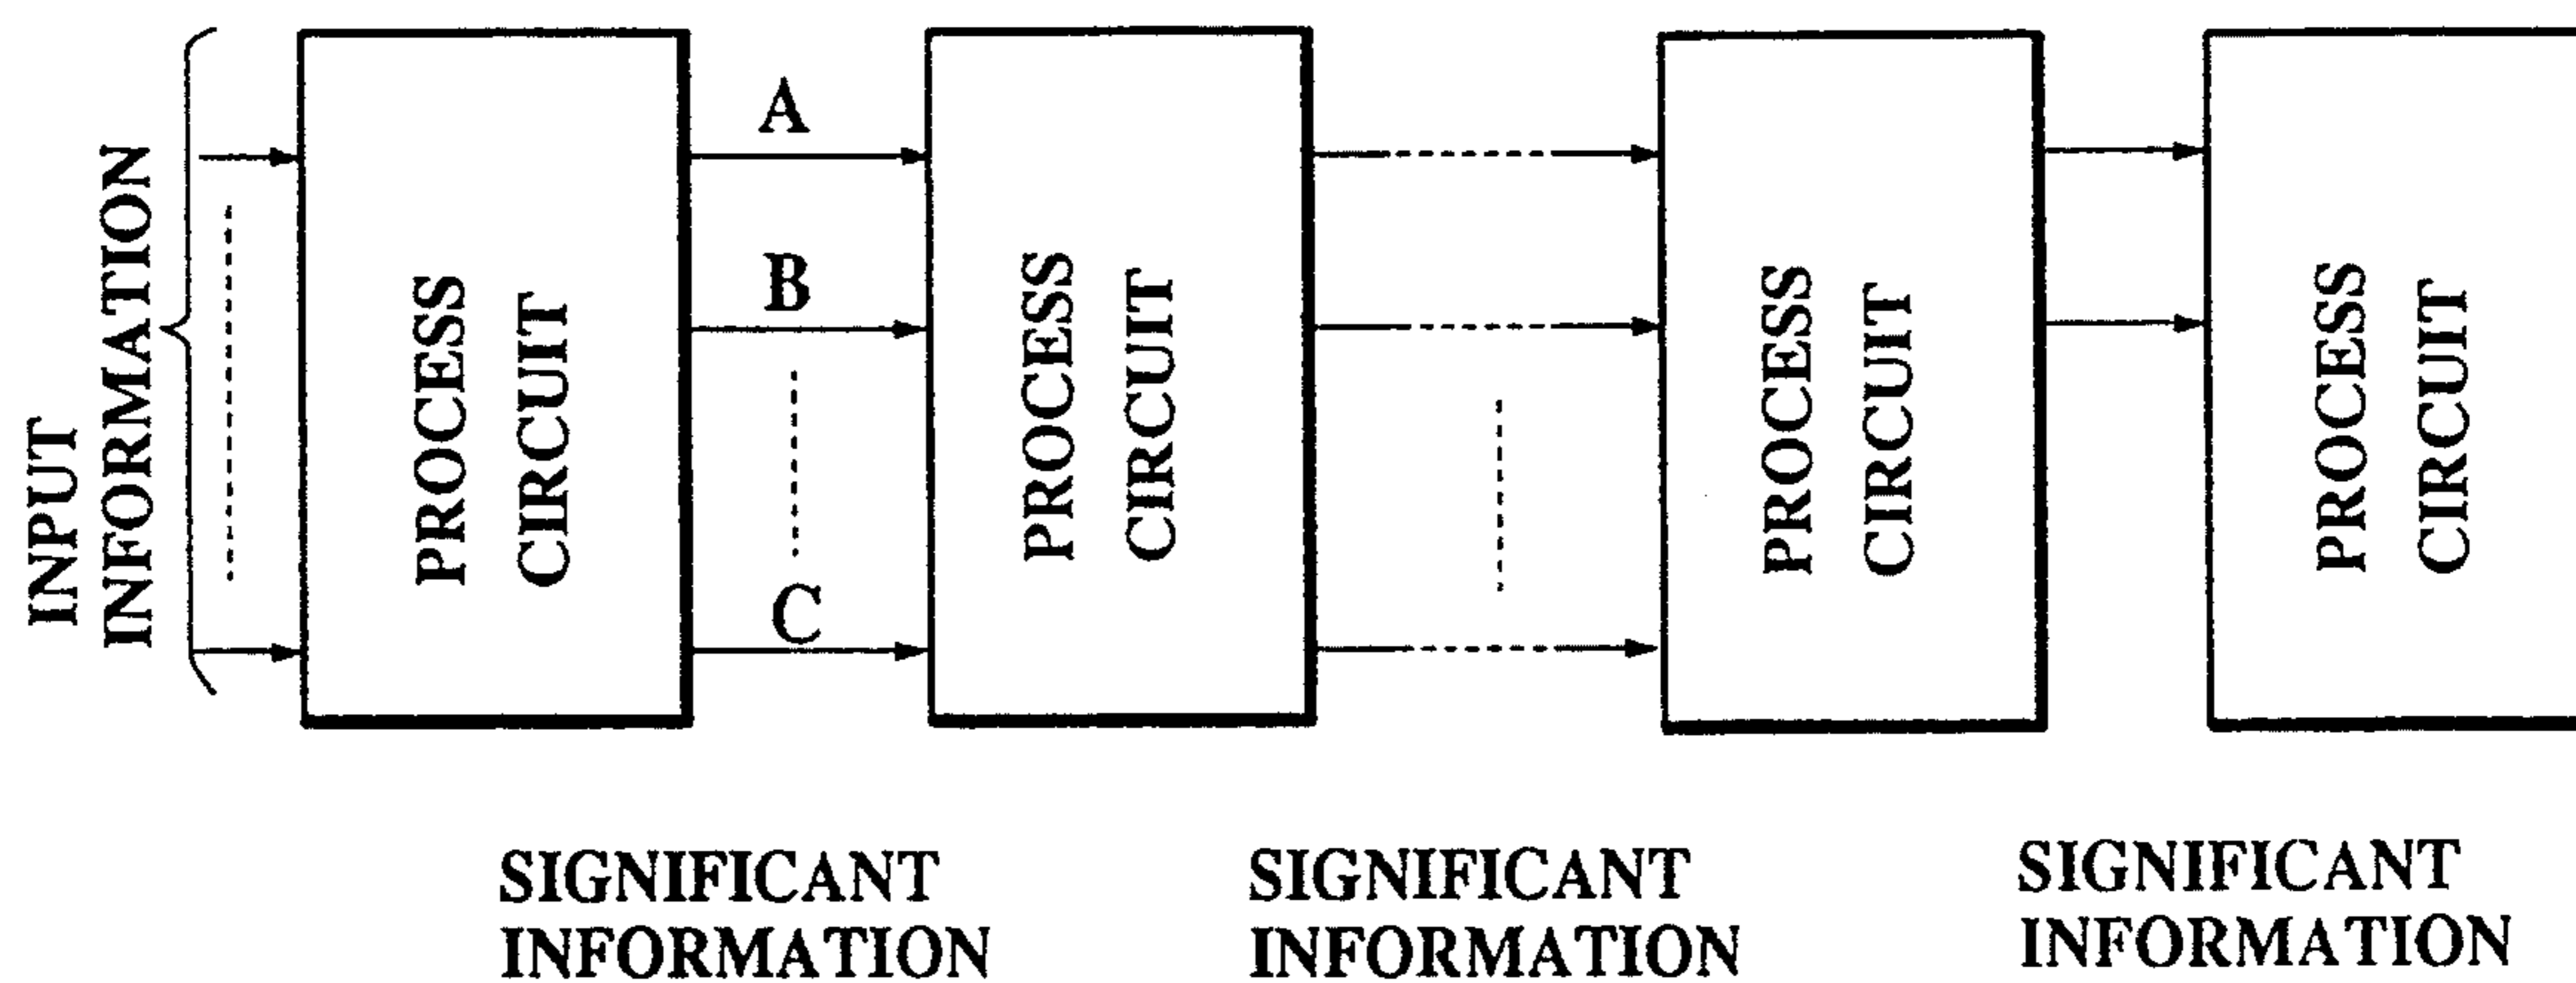 INPUT
INFORMATION
PROCESS
CIRCUIT
A
B
C
PROCESS
CIRCUIT
PROCESS
CIRCUIT
PROCESS
CIRCUIT
SIGNIFICANT
INFORMATION
SIGNIFICANT
INFORMATION
SIGNIFICANT
INFORMATION